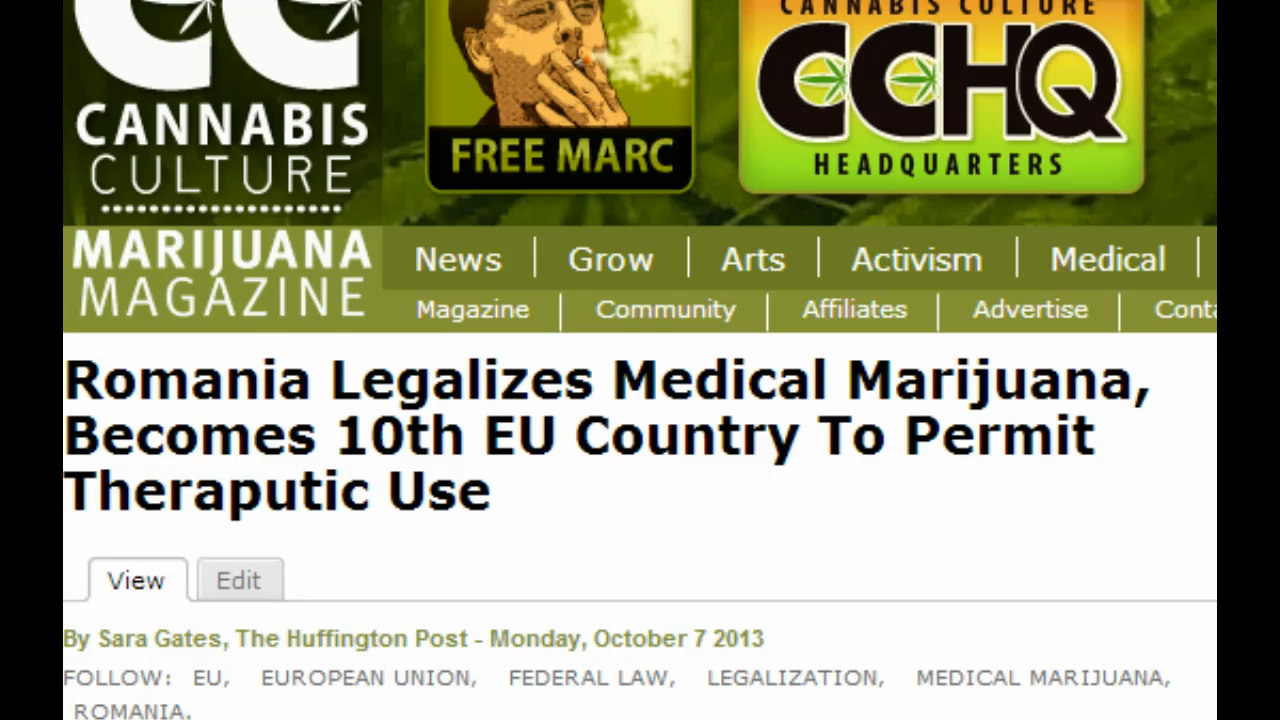 CANNABIS
CULTURE
MARIJUANA
MAGAZINE
FREE MARC
CANNABIS CULTURE
CCHQ
HEADQUARTERS
News Grow Arts Activism Medical
Magazine Community Affiliates Advertise
Romania Legalizes Medical Marijuana,
Becomes 10th EU Country To Permit
Theraputic Use
View Edit
By Sara Gates, The Huffington Post - Monday, October 7 2013
FOLLOW: EU, EUROPEAN UNION, FEDERAL LAW, LEGALIZATION, MEDICAL MARIJUANA,
ROMANIA.